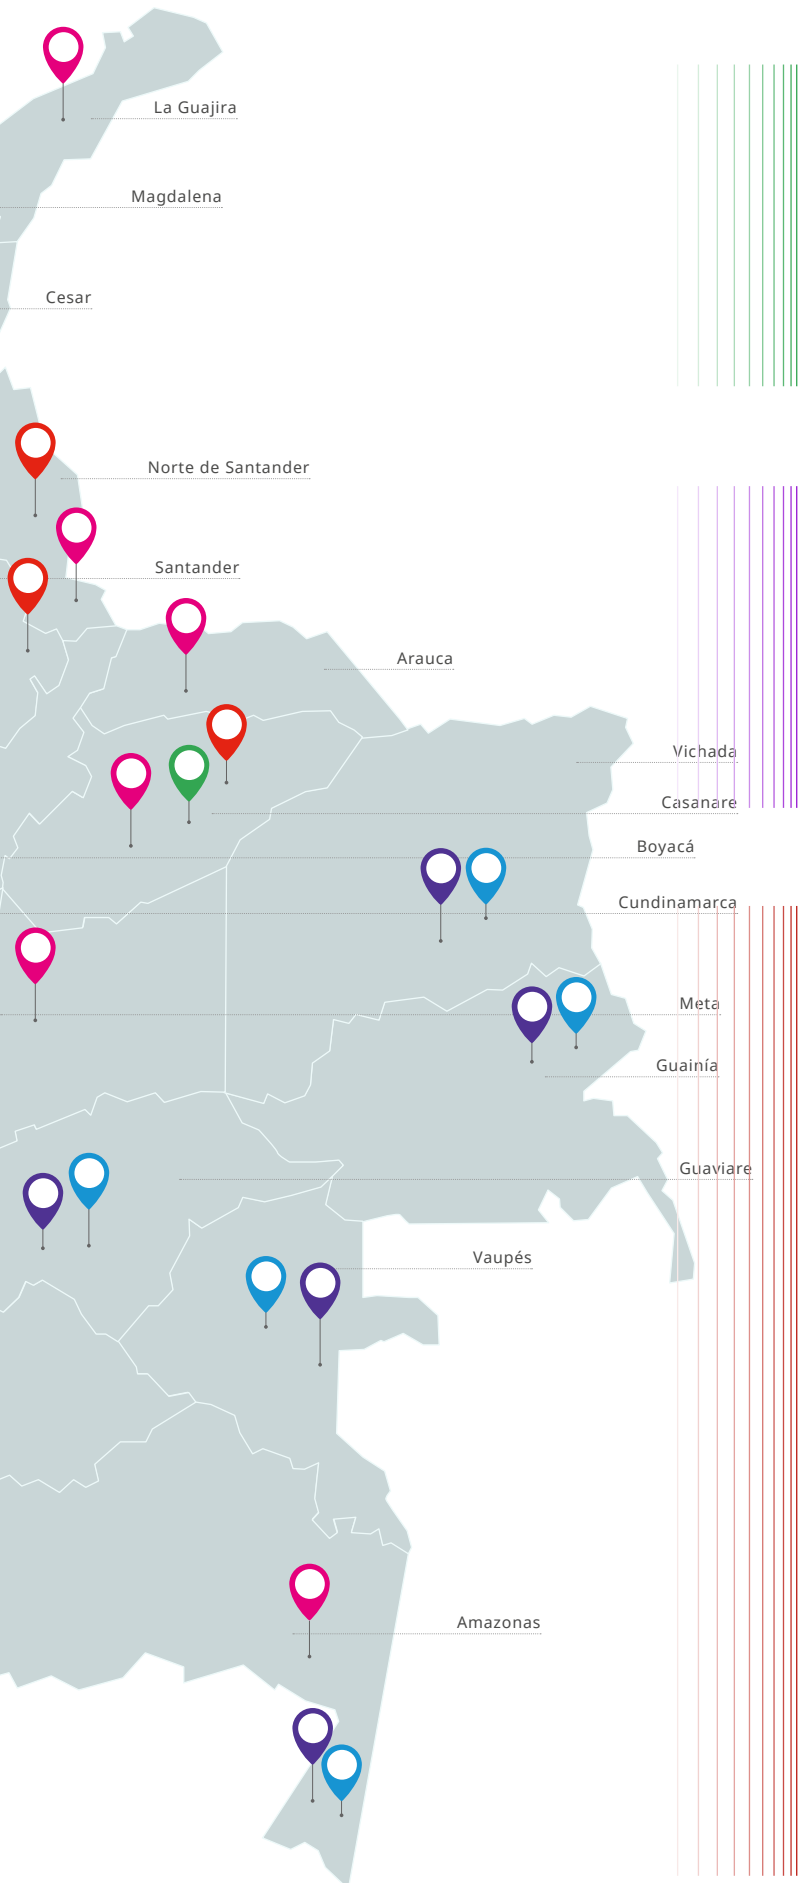 La Guajira
Magdalena
Cesar
Norte de Santander
Santander
Arauca
Vichada
Casanare
Boyacá
Cundinamarca
Meta
Guainía
Guaviare
Vaupés
Amazonas